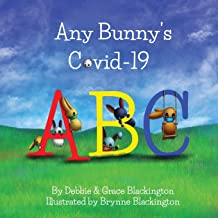 Any Bunny's
Covid-19
ABC
By Debbie & Grace Blackington
Illustrated by Brynne Blackington